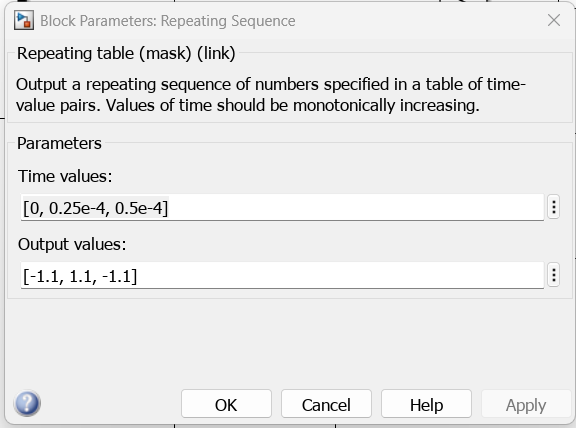 Block Parameters: Repeating Sequence
Repeating table (mask) (link)
Output a repeating sequence of numbers specified in a table of time-
value pairs. Values of time should be monotonically increasing.
Parameters
Time values:
[0, 0.25e-4, 0.5e-4]
Output values:
[-1.1, 1.1, -1.1]
?
OK
Cancel
Help
Apply